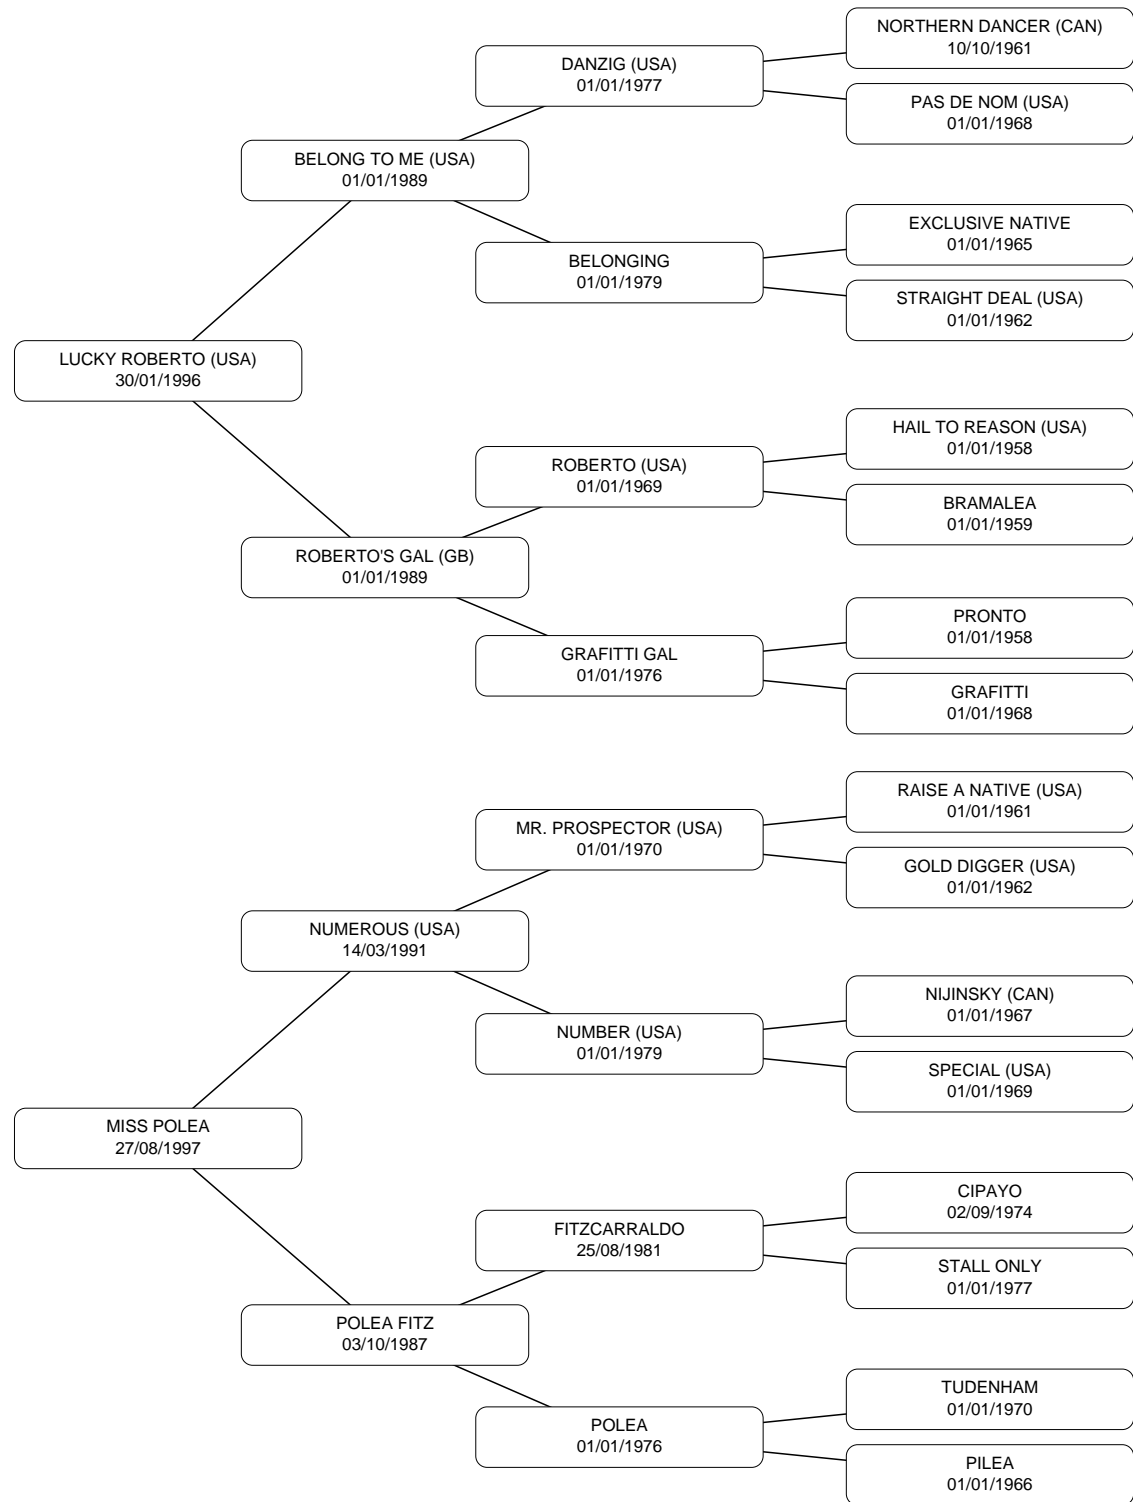 NORTHERN DANCER (CAN)
10/10/1961
DANZIG (USA)
01/01/1977
PAS DE NOM (USA)
01/01/1968
BELONG TO ME (USA)
01/01/1989
EXCLUSIVE NATIVE
01/01/1965
BELONGING
01/01/1979
STRAIGHT DEAL (USA)
01/01/1962
LUCKY ROBERTO (USA)
30/01/1996
HAIL TO REASON (USA)
01/01/1958
ROBERTO (USA)
01/01/1969
BRAMALEA
01/01/1959
ROBERTO'S GAL (GB)
01/01/1989
PRONTO
01/01/1958
GRAFITTI GAL
01/01/1976
GRAFITTI
01/01/1968
RAISE A NATIVE (USA)
01/01/1961
MR. PROSPECTOR (USA)
01/01/1970
GOLD DIGGER (USA)
01/01/1962
NUMEROUS (USA)
14/03/1991
NIJINSKY (CAN)
01/01/1967
NUMBER (USA)
01/01/1979
SPECIAL (USA)
01/01/1969
MISS POLEA
27/08/1997
CIPAYO
02/09/1974
FITZCARRALDO
25/08/1981
STALL ONLY
01/01/1977
POLEA FITZ
03/10/1987
TUDENHAM
01/01/1970
POLEA
01/01/1976
PILEA
01/01/1966